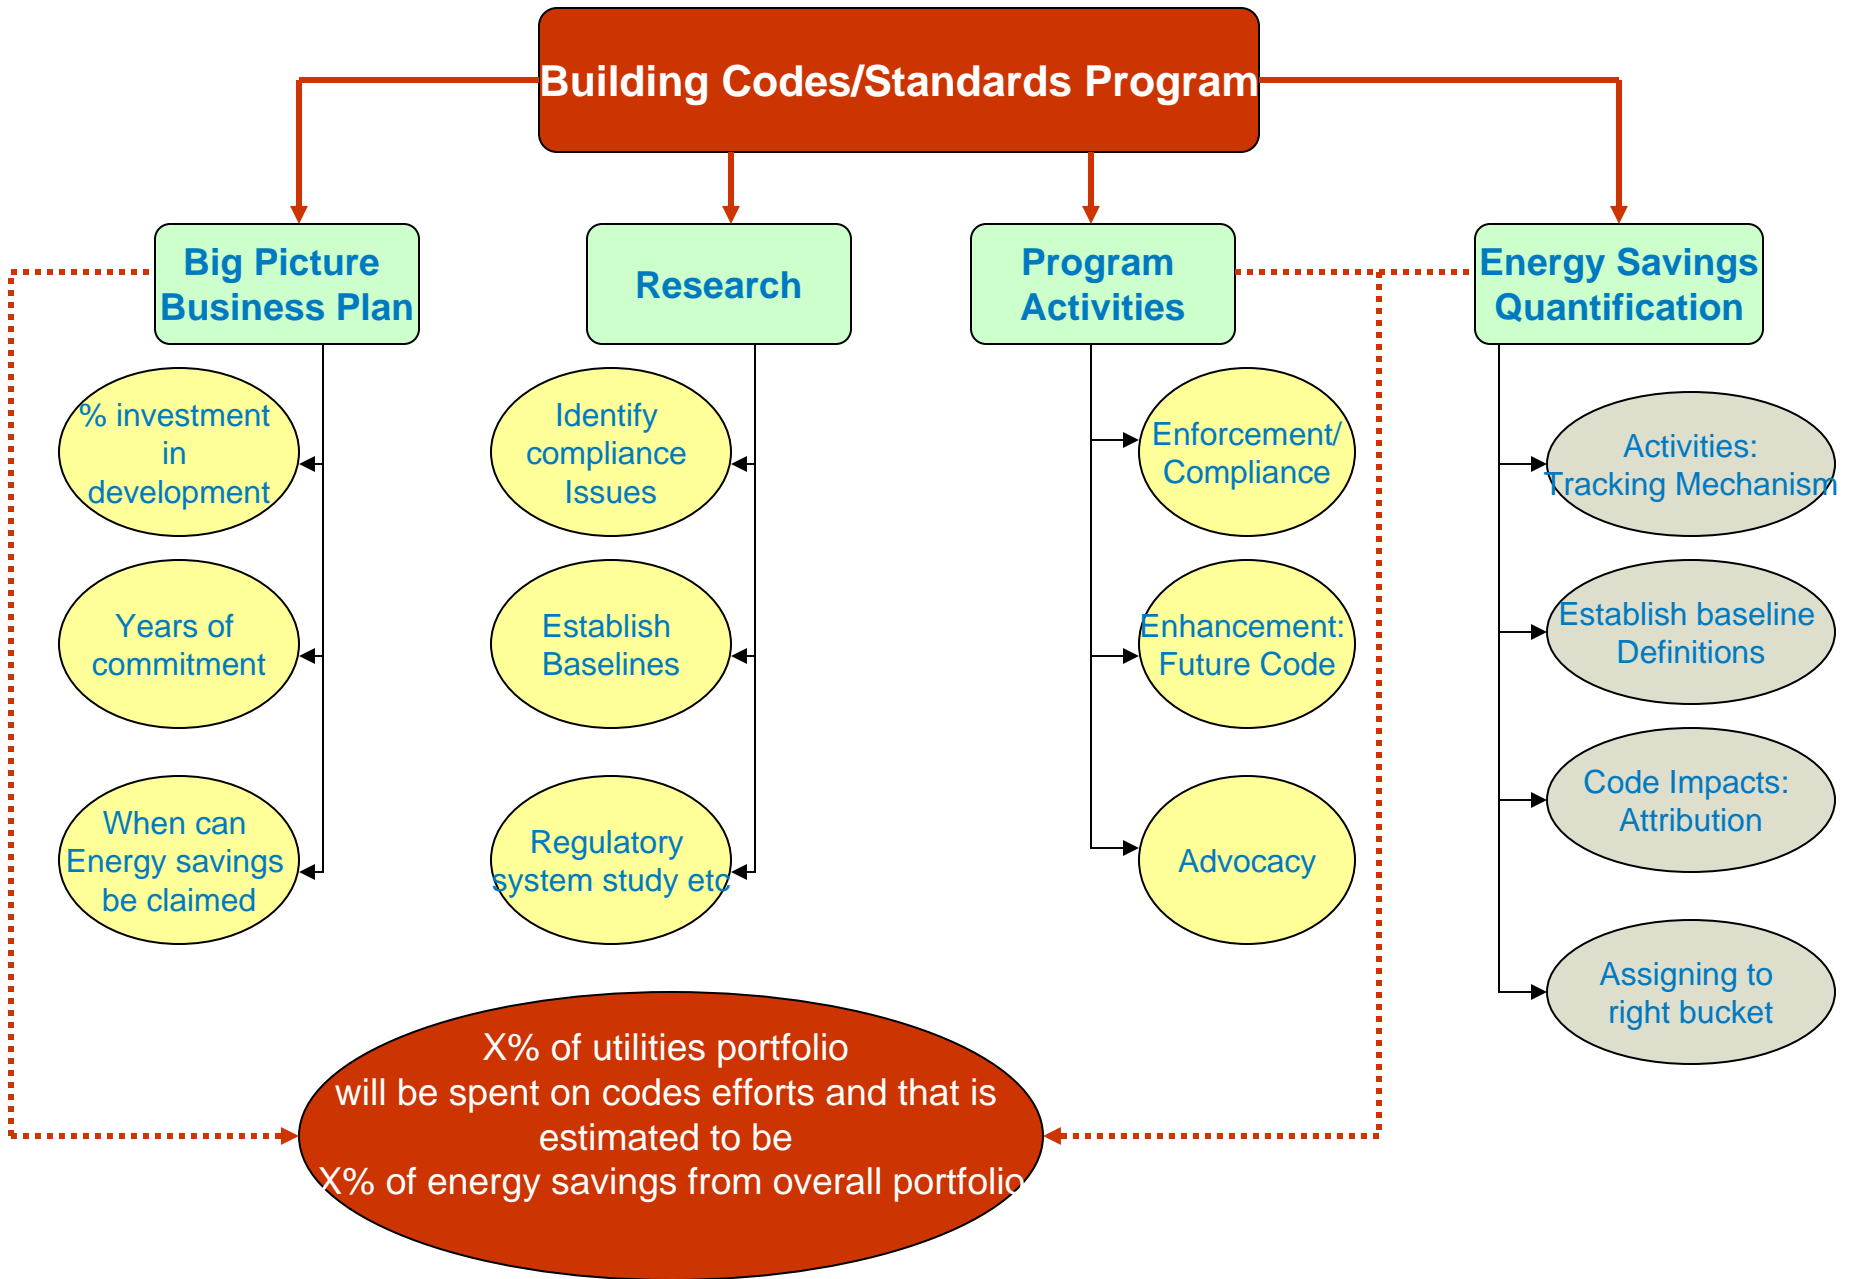 Building Codes/Standards Program
Big Picture
Business Plan
% investment
in
development
Years of
commitment
When can
Energy savings
be claimed
Research
Identify
compliance
Issues
Establish
Baselines
Regulatory
system study etc
Program
Activities
Enforcement/
Compliance
Enhancement:
Future Code
Advocacy
Energy Savings
Quantification
Activities:
Tracking Mechanism
Establish baseline
Definitions
Code Impacts:
Attribution
Assigning to
right bucket
X% of utilities portfolio
will be spent on codes efforts and that is
estimated to be
X% of energy savings from overall portfolio